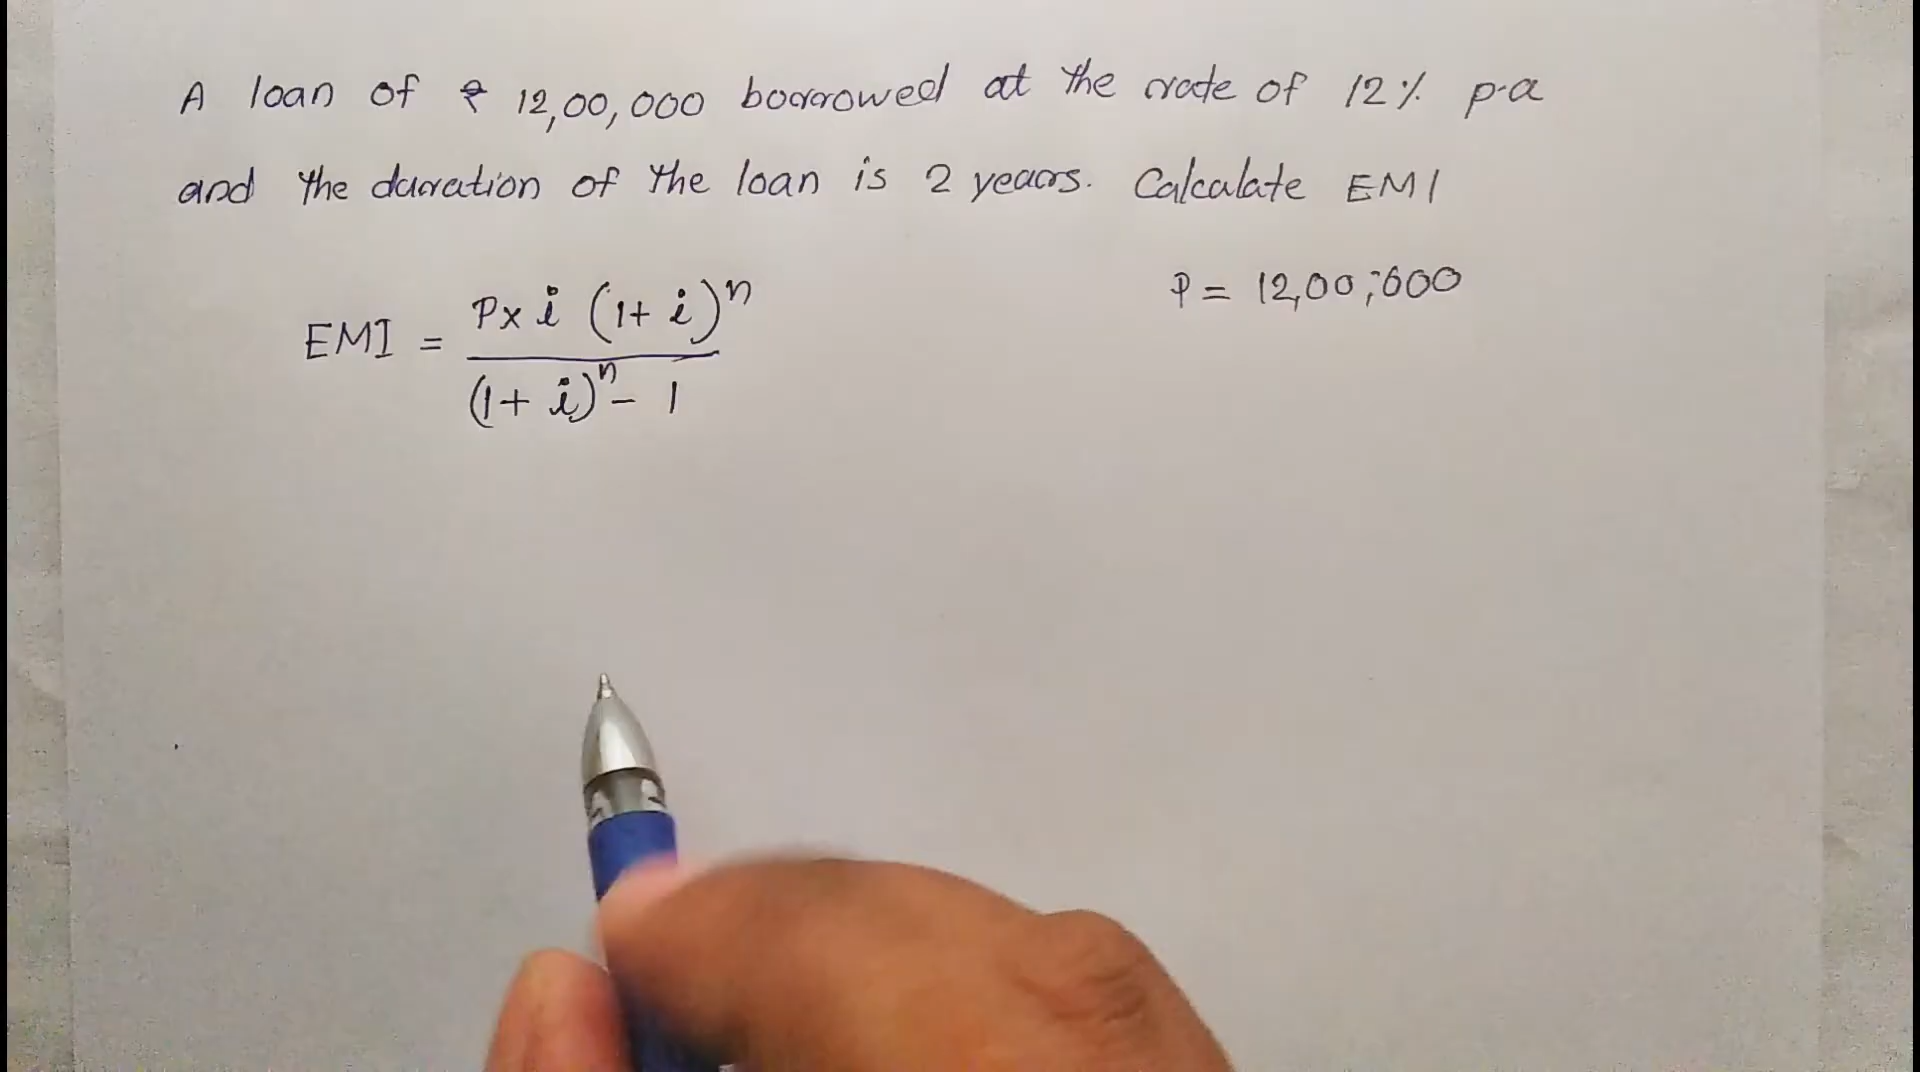 A loan of ₹ 12,00,000 borrowed at the rate of 12% p.a
and the duration of the loan is 2 years. Calculate EMI
EMI = P x i (1 + i)^n / (1 + i)^n - 1
P = 12,00,000